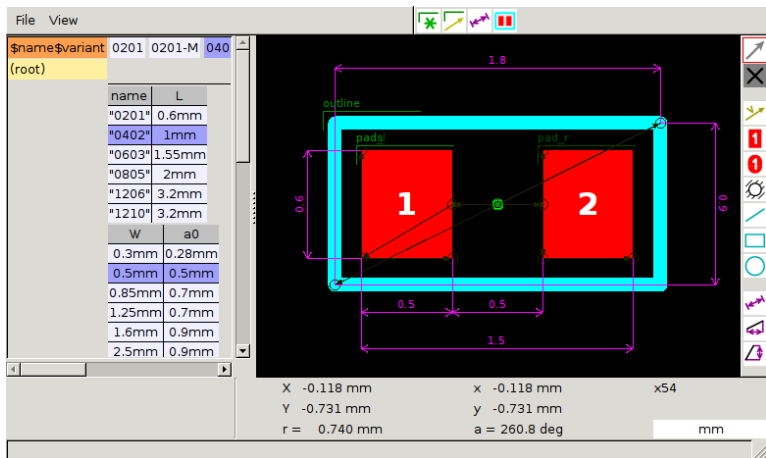 File View
$name$variant 0201 0201-M 040
(root)
name L
"0201" 0.6mm
"0402" 1mm
"0603" 1.55mm
"0805" 2mm
"1206" 3.2mm
"1210" 3.2mm
W a0
0.3mm 0.28mm
0.5mm 0.5mm
0.85mm 0.7mm
1.25mm 0.7mm
1.6mm 0.9mm
2.5mm 0.9mm
1.8
outline
pads
pad_r
0.6
1
2
0.9
0.5
0.5
1.5
1
1
X -0.118 mm x -0.118 mm x54
Y -0.731 mm y -0.731 mm
r = 0.740 mm a = 260.8 deg mm